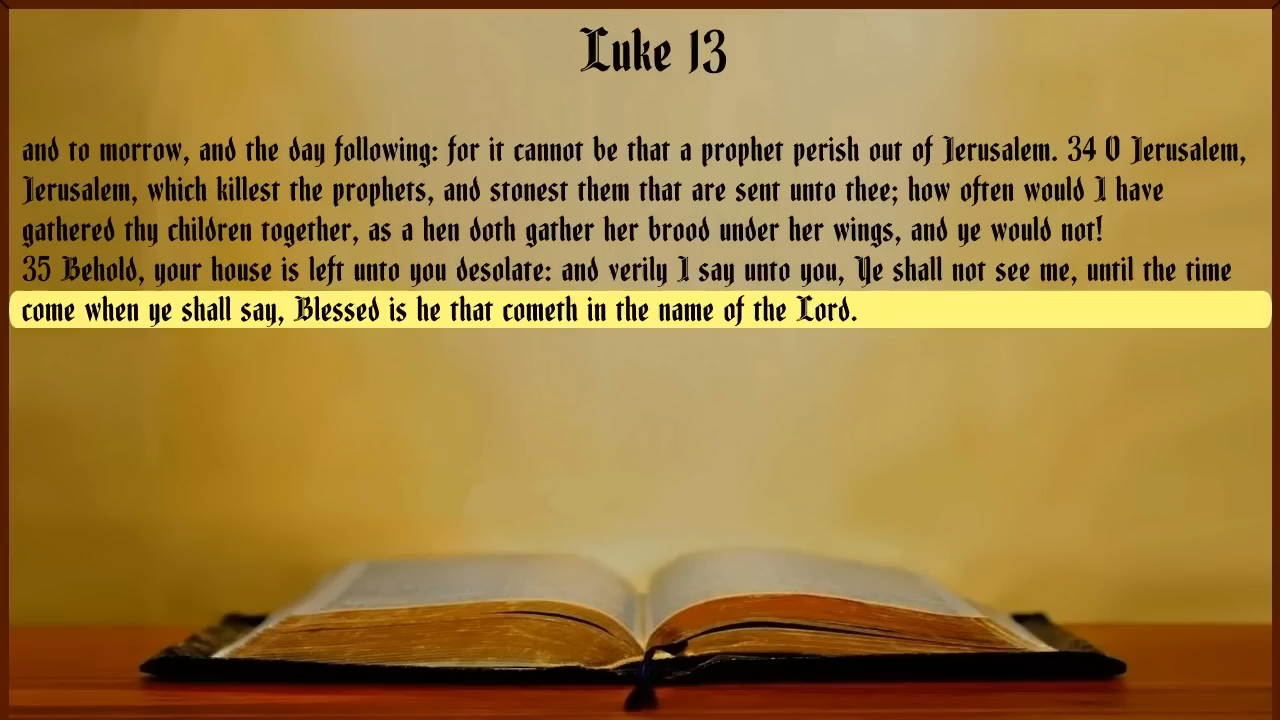 Luke 13
and to morrow, and the day following: for it cannot be that a prophet perish out of Jerusalem. 34 O Jerusalem,
Jerusalem, which killest the prophets, and stonest them that are sent unto thee; how often would I have
gathered thy children together, as a hen doth gather her brood under her wings, and ye would not!
35 Behold, your house is left unto you desolate: and verily I say unto you, Ye shall not see me, until the time
come when ye shall say, Blessed is he that cometh in the name of the Lord.